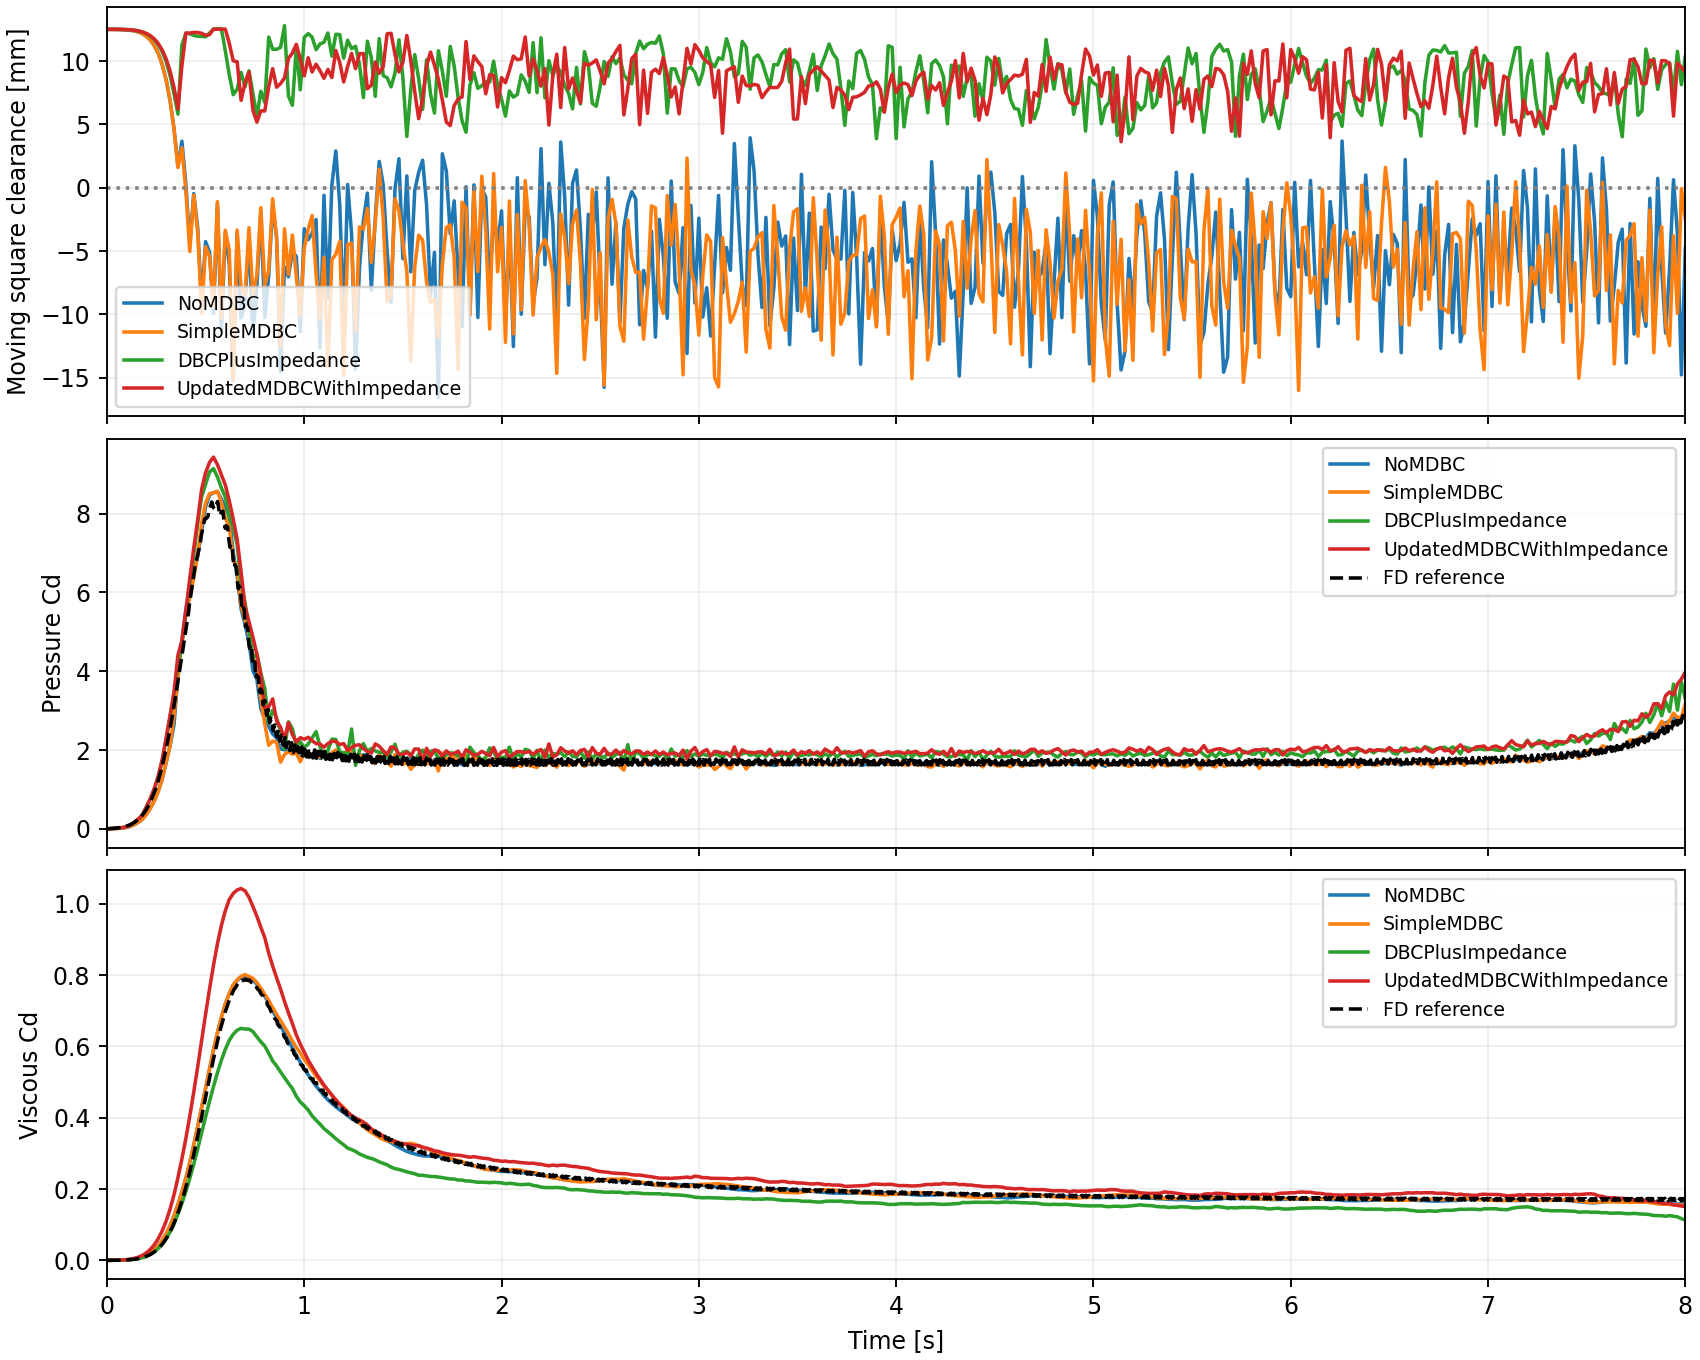 Moving square clearance [mm]
10
5
0
−5
−10
−15
NoMDBC
SimpleMDBC
DBCPlusImpedance
UpdatedMDBCWithImpedance
Pressure Cd
8
6
4
2
0
NoMDBC
SimpleMDBC
DBCPlusImpedance
UpdatedMDBCWithImpedance
FD reference
Viscous Cd
1.0
0.8
0.6
0.4
0.2
0.0
NoMDBC
SimpleMDBC
DBCPlusImpedance
UpdatedMDBCWithImpedance
FD reference
0 1 2 3 4 5 6 7 8
Time [s]